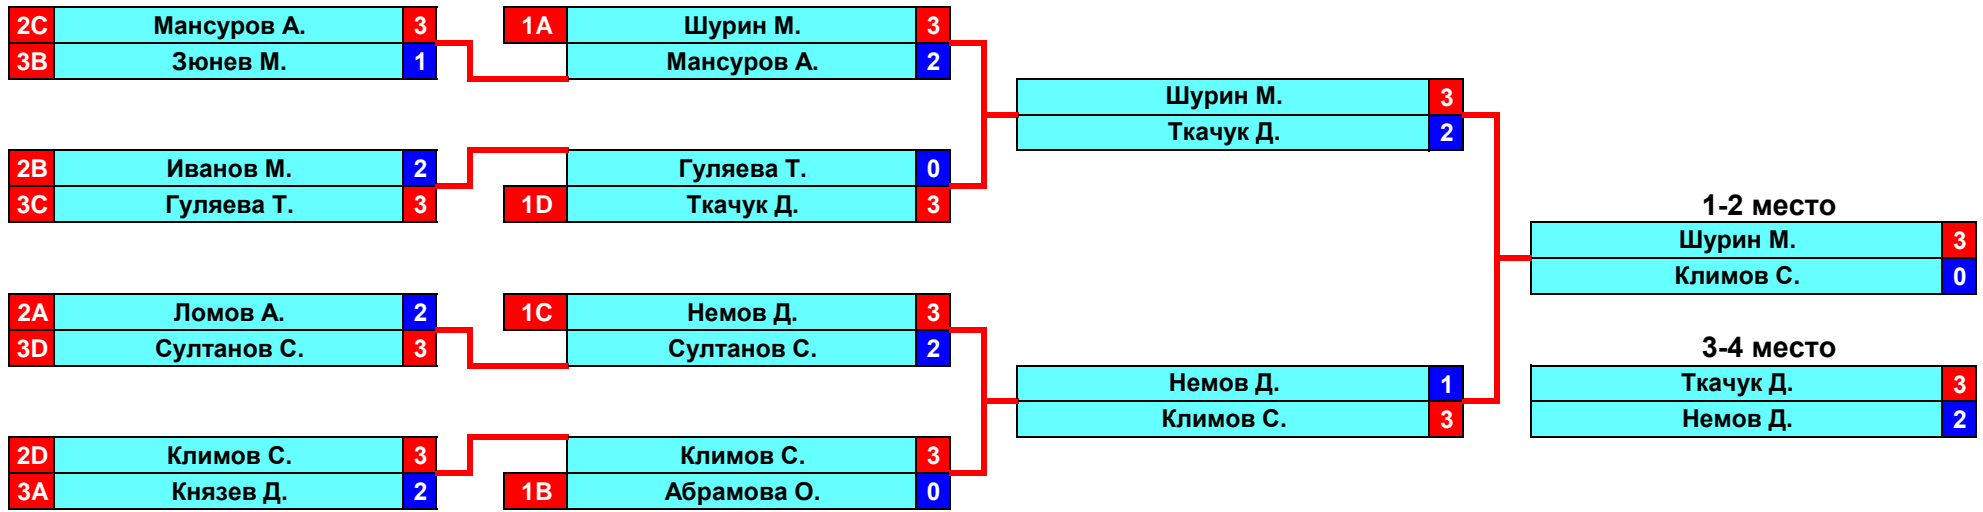 2C Мансуров А. 3
3B Зюнев М. 1
1A Шурин М. 3
Мансуров А. 2
Шурин М. 3
Ткачук Д. 2
2B Иванов М. 2
3C Гуляева Т. 3
Гуляева Т. 0
1D Ткачук Д. 3
1-2 место
Шурин М. 3
Климов С. 0
2A Ломов А. 2
3D Султанов С. 3
1C Немов Д. 3
Султанов С. 2
Немов Д. 1
Климов С. 3
3-4 место
Ткачук Д. 3
Немов Д. 2
2D Климов С. 3
3A Князев Д. 2
Климов С. 3
1B Абрамова О. 0